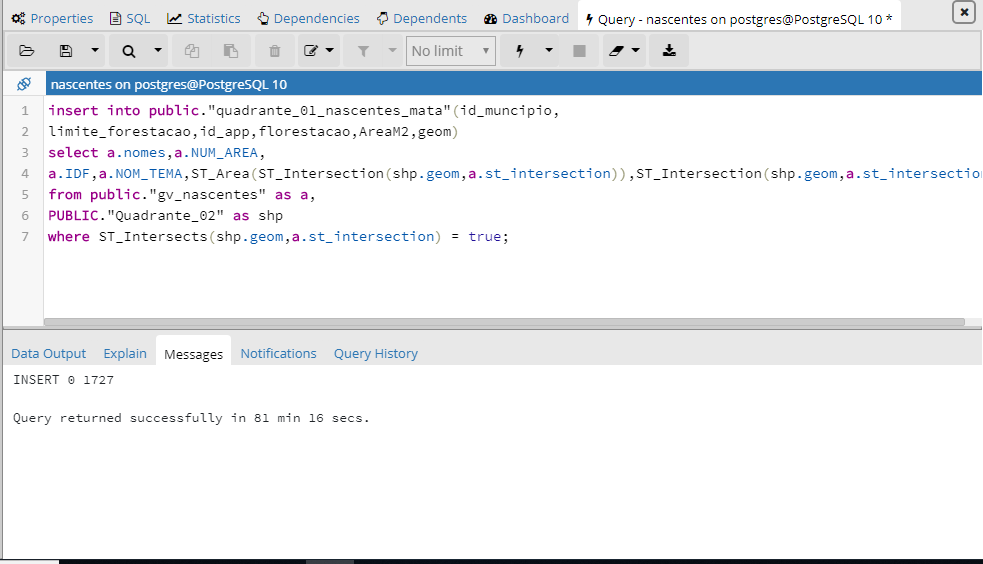 Properties SQL Statistics Dependencies Dependents Dashboard Query - nascentes on postgres@PostgreSQL 10 *
No limit
nascentes on postgres@PostgreSQL 10
1 insert into public."quadrante_01_nascentes_mata"(id_muncipio,
2 limite_forestacao,id_app,florestacao,AreaM2,geom)
3 select a.nomes,a.NUM_AREA,
4 a.IDF,a.NOM_TEMA,ST_Area(ST_Intersection(shp.geom,a.st_intersection)),ST_Intersection(shp.geom,a.st_intersectio
5 from public."gv_nascentes" as a,
6 PUBLIC."Quadrante_02" as shp
7 where ST_Intersects(shp.geom,a.st_intersection) = true;
Data Output Explain Messages Notifications Query History
INSERT 0 1727
Query returned successfully in 81 min 16 secs.